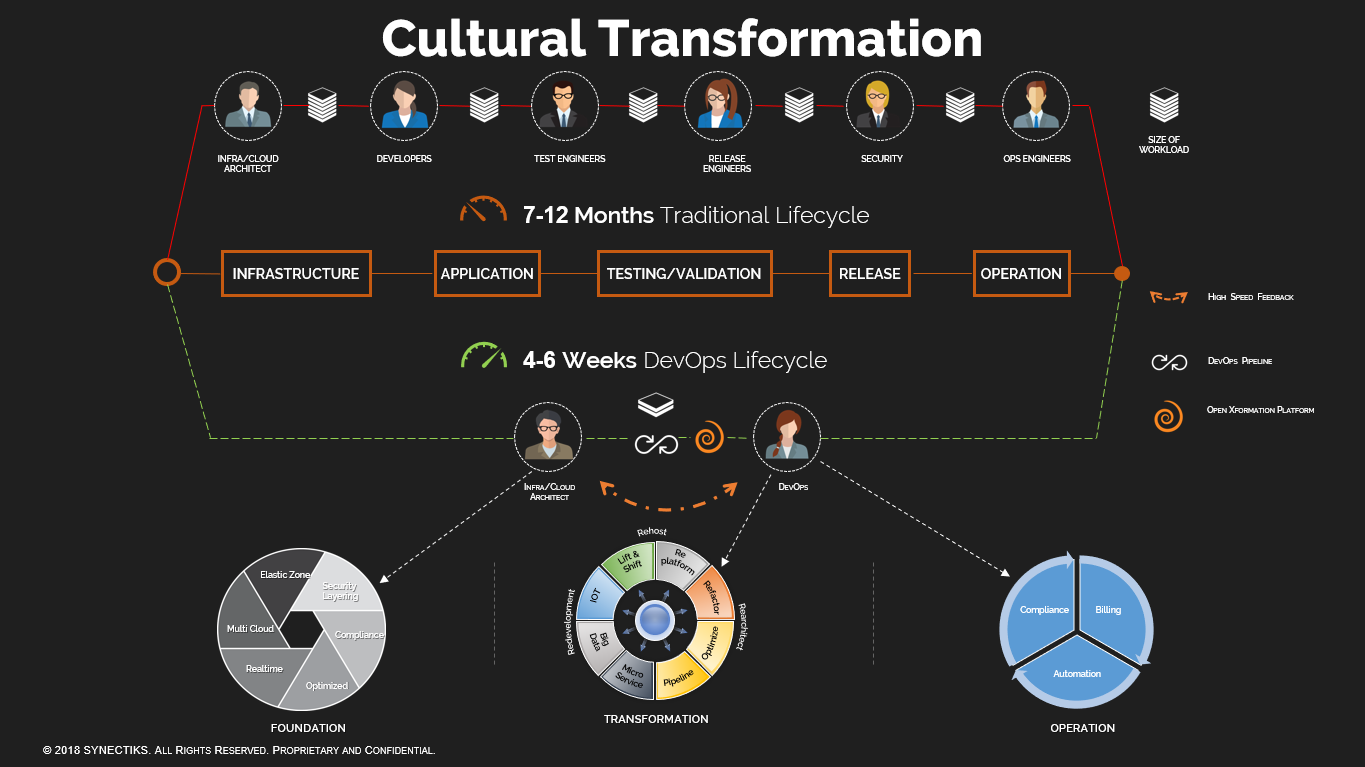 Cultural Transformation
INFRA/CLOUD
ARCHITECT
DEVELOPERS
TEST ENGINEERS
RELEASE
ENGINEERS
SECURITY
OPS ENGINEERS
SIZE OF
WORKLOAD
7-12 Months Traditional Lifecycle
INFRASTRUCTURE
APPLICATION
TESTING/VALIDATION
RELEASE
OPERATION
High Speed Feedback
4-6 Weeks DevOps Lifecycle
DevOps Pipeline
Open Xformation Platform
Infra/Cloud
Architect
DevOps
Elastic Zone
Security
Layering
Multi Cloud
Compliance
Realtime
Optimized
FOUNDATION
Rehost
Lift &
Shift
Re
platform
IOT
Refactor
Redevelopment
Rearchitect
Big
Data
Optimize
Micro
Service
Pipeline
TRANSFORMATION
Compliance
Billing
Automation
OPERATION
© 2018 SYNECTIKS. All Rights Reserved. Proprietary and Confidential.